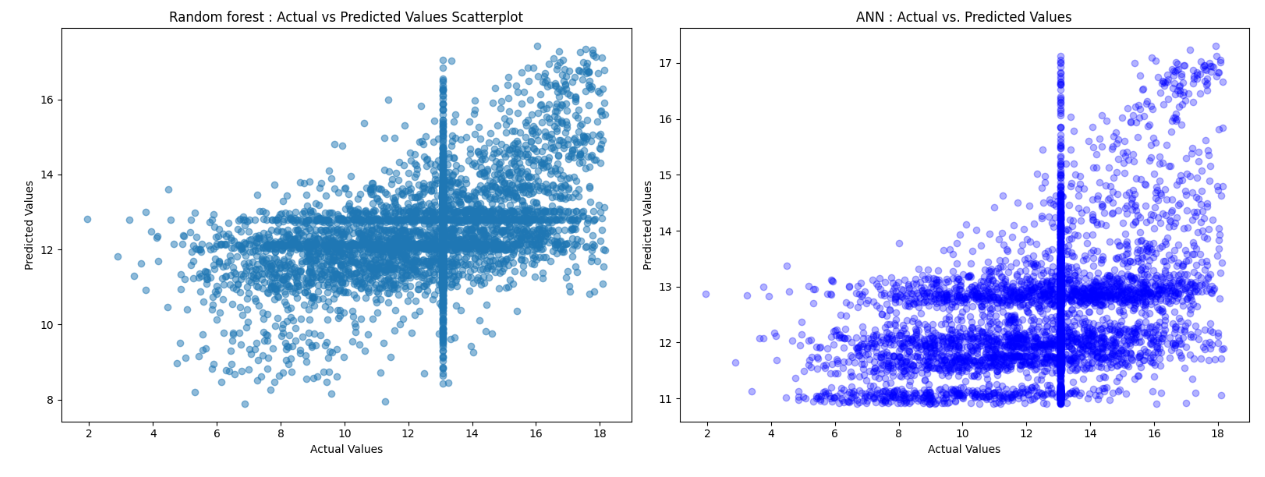 Random forest : Actual vs Predicted Values Scatterplot
Predicted Values
16
14
12
10
8
2 4 6 8 10 12 14 16 18
Actual Values
ANN : Actual vs. Predicted Values
Predicted Values
17
16
15
14
13
12
11
2 4 6 8 10 12 14 16 18
Actual Values